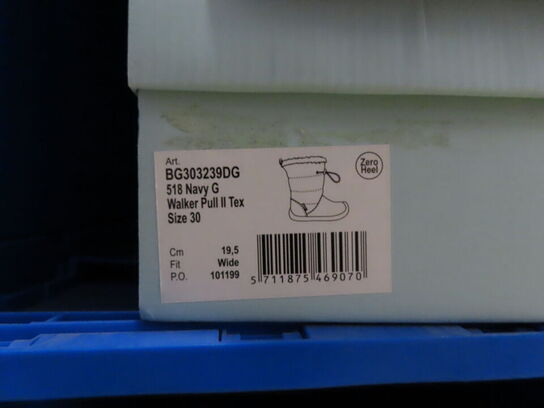 Art.
BG303239DG
518 Navy G
Walker Pull II Tex
Size 30
Zero
Heel
Cm 19,5
Fit Wide
P.O. 101199
5 711875 469070